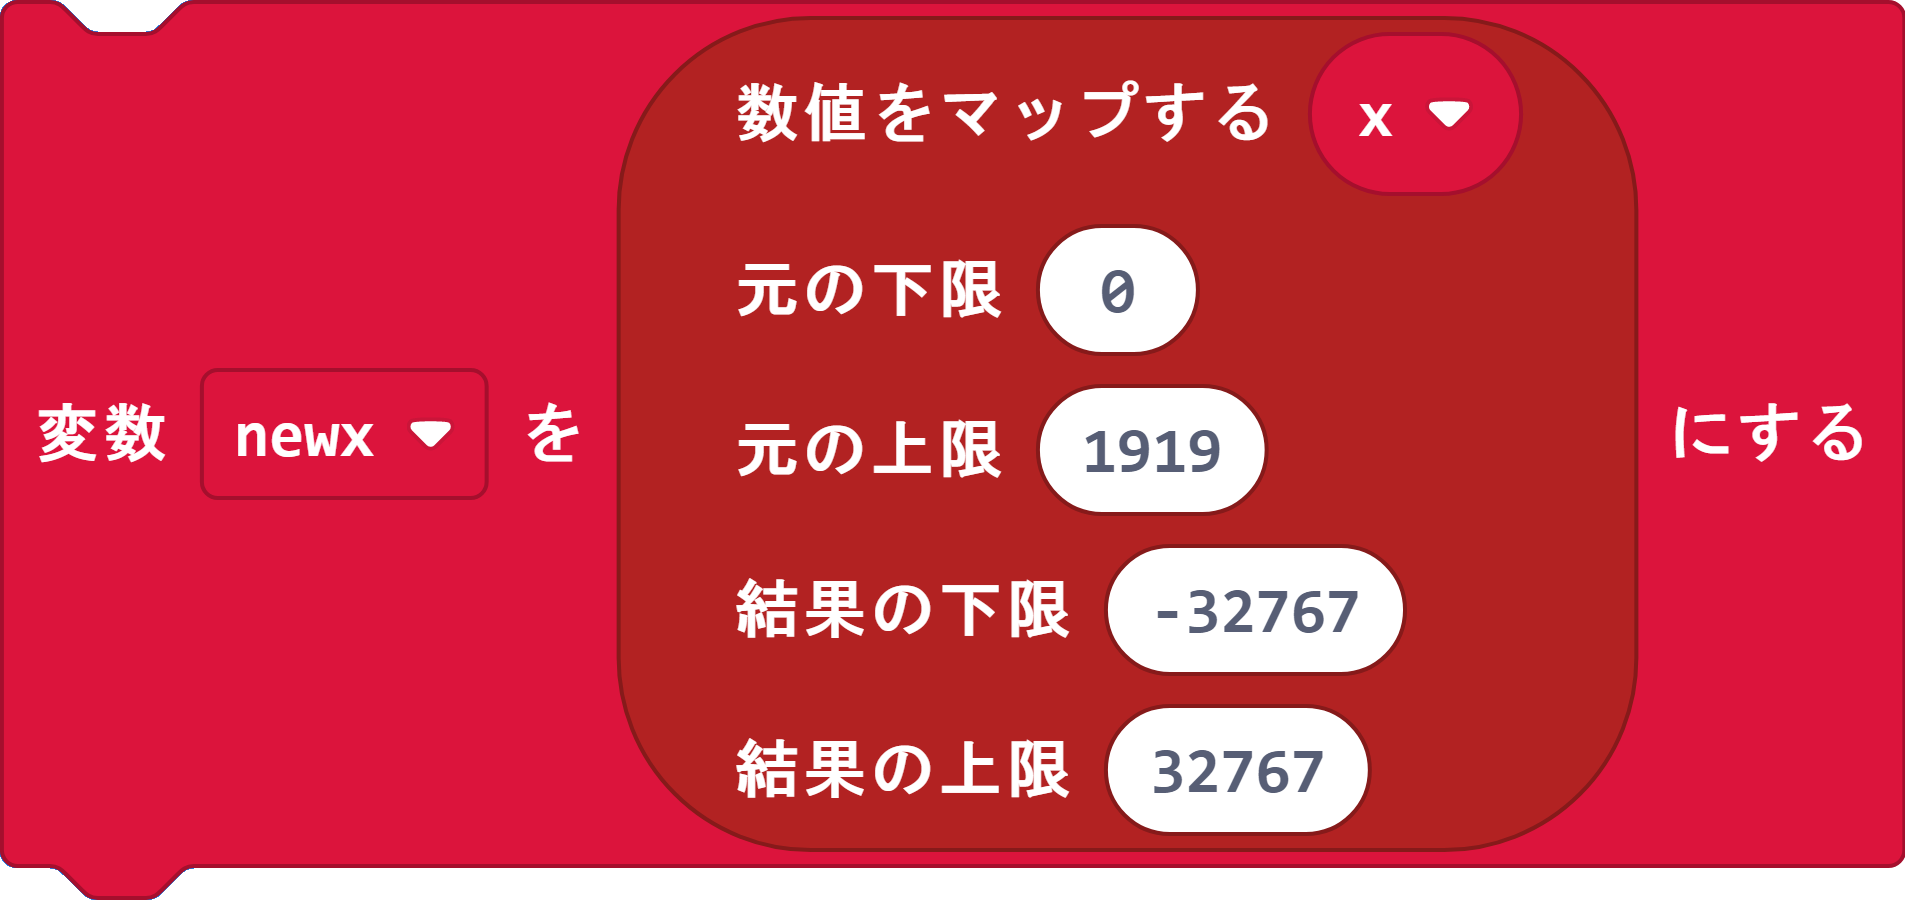 変数 newx を
数値をマップする x
元の下限 0
元の上限 1919
結果の下限 -32767
結果の上限 32767
にする